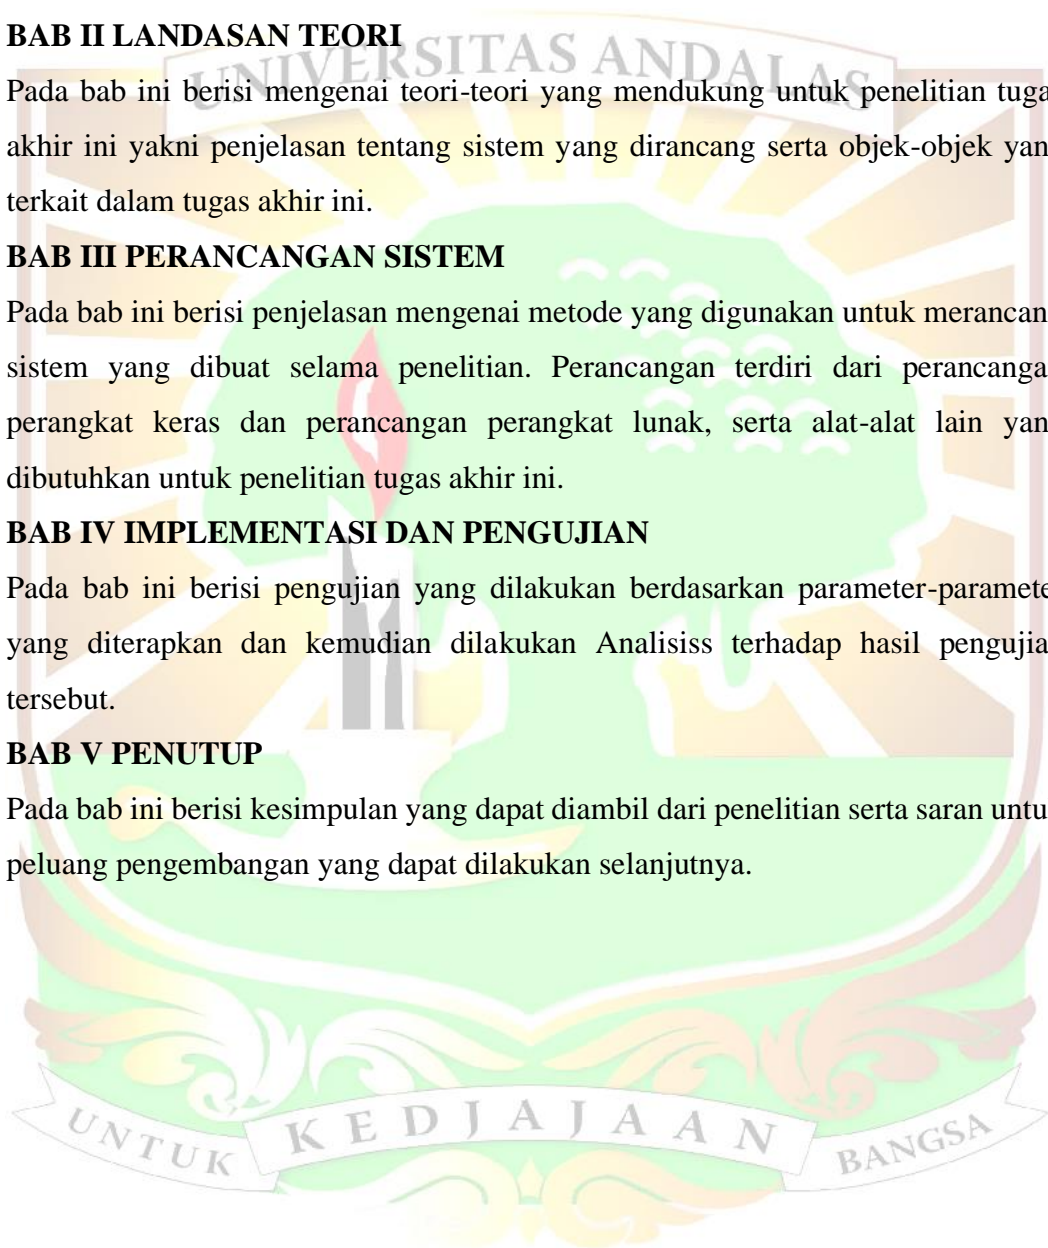 BAB II LANDASAN TEORI
UNIVERSITAS ANDALAS
Pada bab ini berisi mengenai teori-teori yang mendukung untuk penelitian tuga
akhir ini yakni penjelasan tentang sistem yang dirancang serta objek-objek yan
terkait dalam tugas akhir ini.
BAB III PERANCANGAN SISTEM
Pada bab ini berisi penjelasan mengenai metode yang digunakan untuk merancan
sistem yang dibuat selama penelitian. Perancangan terdiri dari perancanga
perangkat keras dan perancangan perangkat lunak, serta alat-alat lain yan
dibutuhkan untuk penelitian tugas akhir ini.
BAB IV IMPLEMENTASI DAN PENGUJIAN
Pada bab ini berisi pengujian yang dilakukan berdasarkan parameter-paramete
yang diterapkan dan kemudian dilakukan Analisiss terhadap hasil pengujia
tersebut.
BAB V PENUTUP
Pada bab ini berisi kesimpulan yang dapat diambil dari penelitian serta saran untu
peluang pengembangan yang dapat dilakukan selanjutnya.
UNTUK KEDJAJAAN BANGSA